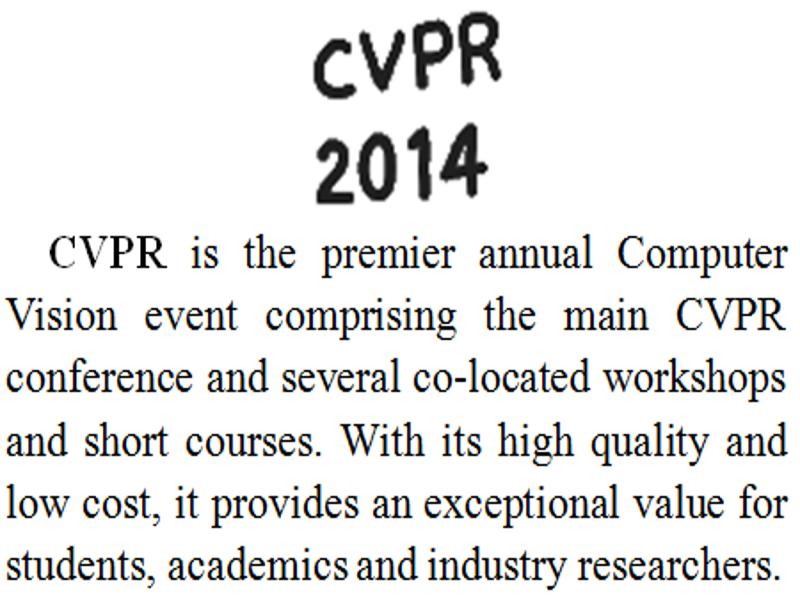 CVPR
2014
CVPR is the premier annual Computer
Vision event comprising the main CVPR
conference and several co-located workshops
and short courses. With its high quality and
low cost, it provides an exceptional value for
students, academics and industry researchers.